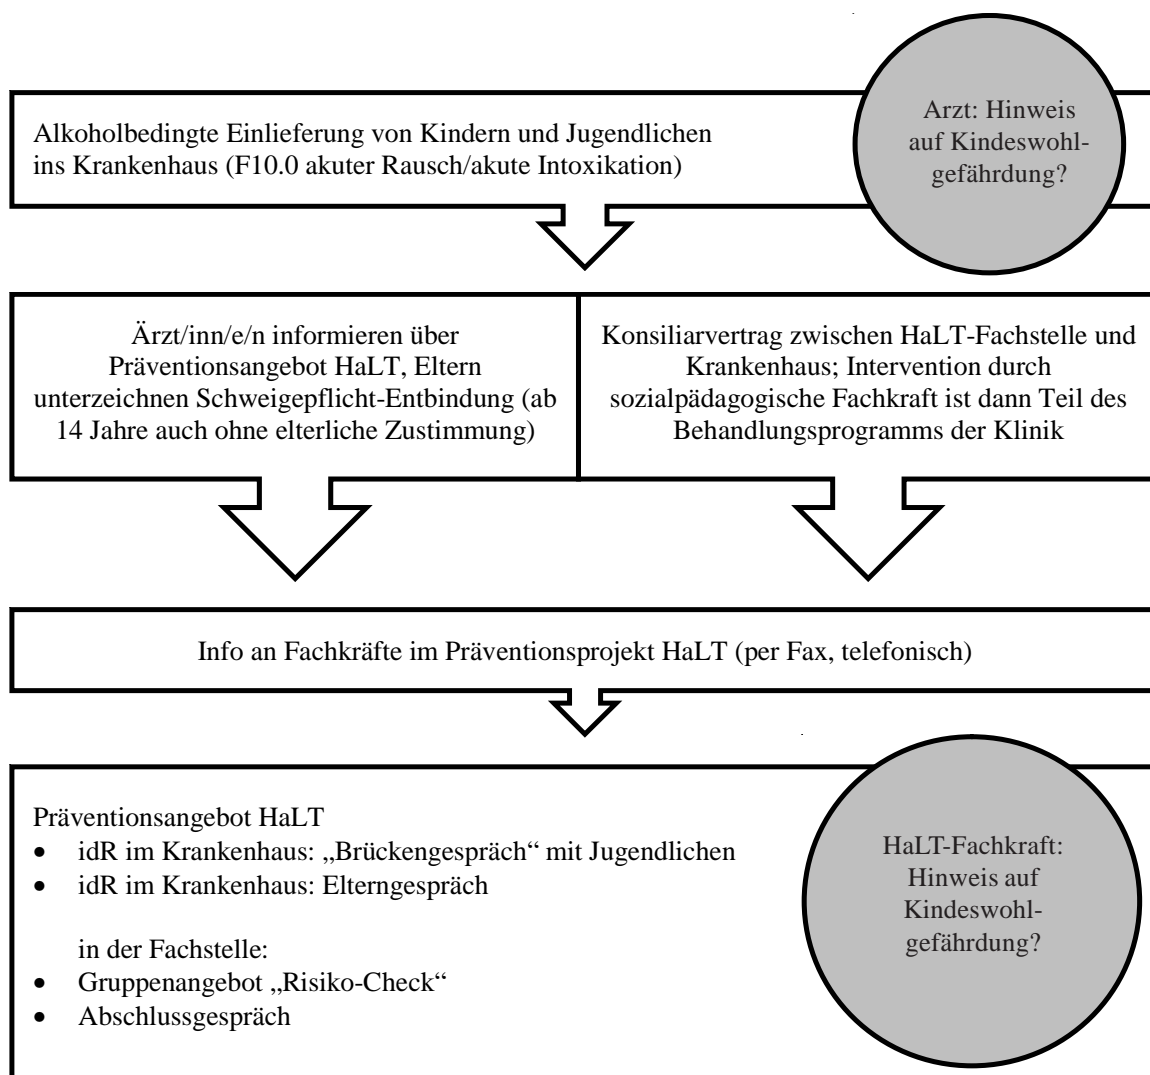 Alkoholbedingte Einlieferung von Kindern und Jugendlichen
ins Krankenhaus (F10.0 akuter Rausch/akute Intoxikation)
Arzt: Hinweis
auf Kindeswohl-
gefährdung?
Ärzt/inn/e/n informieren über
Präventionsangebot HaLT, Eltern
unterzeichnen Schweigepflicht-Entbindung (ab
14 Jahre auch ohne elterliche Zustimmung)
Konsiliarvertrag zwischen HaLT-Fachstelle und
Krankenhaus; Intervention durch
sozialpädagogische Fachkraft ist dann Teil des
Behandlungsprogramms der Klinik
Info an Fachkräfte im Präventionsprojekt HaLT (per Fax, telefonisch)
Präventionsangebot HaLT
• idR im Krankenhaus: „Brückengespräch“ mit Jugendlichen
• idR im Krankenhaus: Elterngespräch
in der Fachstelle:
• Gruppenangebot „Risiko-Check“
• Abschlussgespräch
HaLT-Fachkraft:
Hinweis auf
Kindeswohl-
gefährdung?